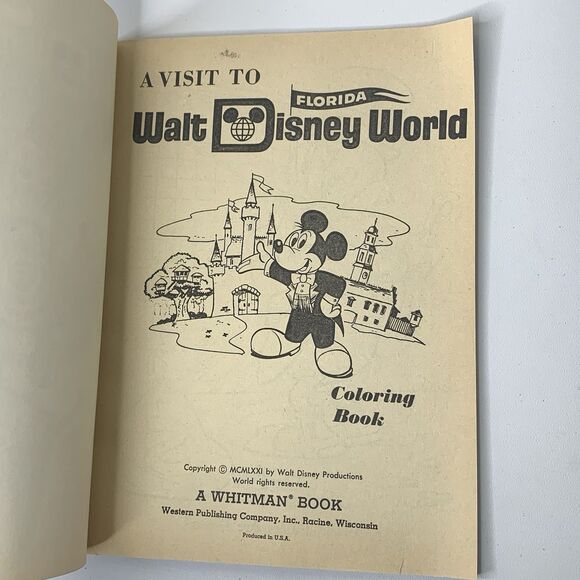 A VISIT TO
FLORIDA
Walt Disney World
Coloring
Book
Copyright © MCMLXXI by Walt Disney Productions
World rights reserved.
A WHITMAN® BOOK
Western Publishing Company, Inc., Racine, Wisconsin
Produced in U.S.A.